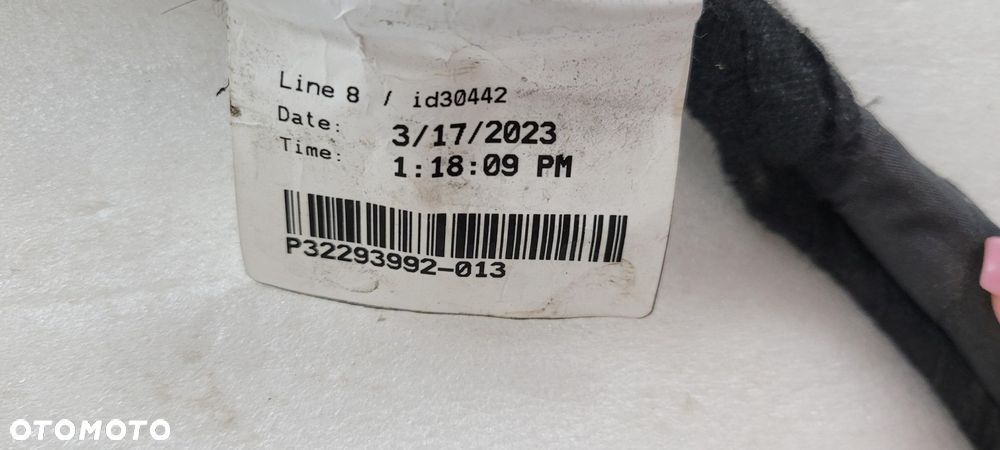 Line 8 / id30442
Date: 3/17/2023
Time: 1:18:09 PM
P32293992-013
OTOMOTO